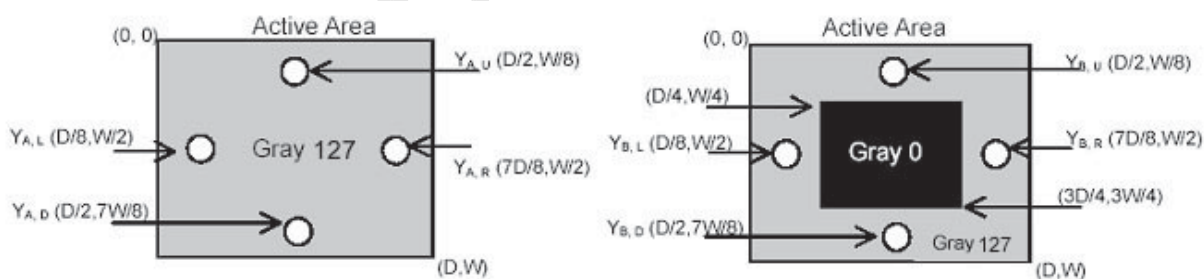 Active Area
(0, 0)
Y_A, U (D/2,W/8)
Y_A, L (D/8,W/2)
Gray 127
Y_A, R (7D/8,W/2)
Y_A, D (D/2,7W/8)
(D,W)
Active Area
(0, 0)
Y_B, U (D/2,W/8)
(D/4,W/4)
Y_B, L (D/8,W/2)
Gray 0
Y_B, R (7D/8,W/2)
(3D/4,3W/4)
Y_B, D (D/2,7W/8)
Gray 127
(D,W)